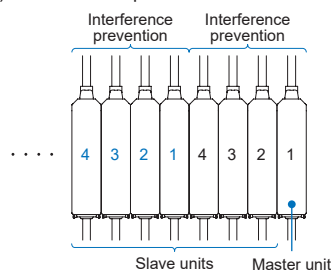 Interference prevention
Interference prevention
4 3 2 1 4 3 2 1
Slave units
Master unit